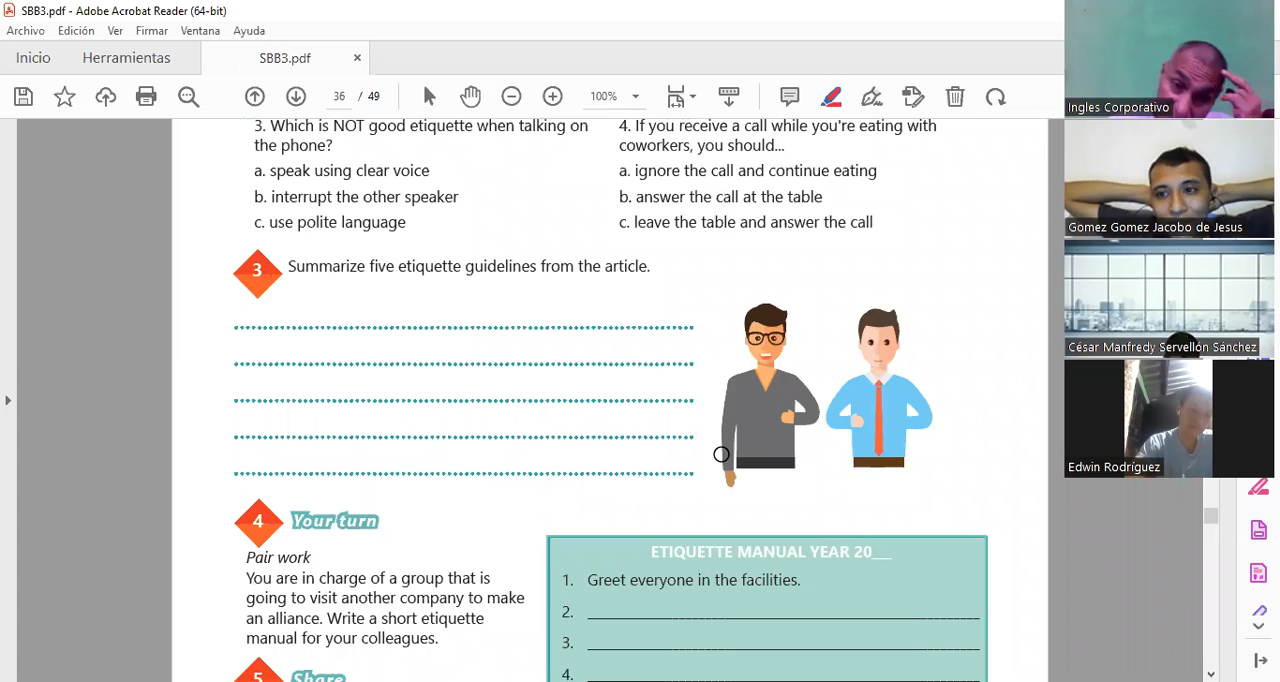 SBB3.pdf - Adobe Acrobat Reader (64-bit)
Archivo Edición Ver Firmar Ventana Ayuda
Inicio Herramientas SBB3.pdf ×
36 / 49 100%
3. Which is NOT good etiquette when talking on
the phone?
a. speak using clear voice
b. interrupt the other speaker
c. use polite language
4. If you receive a call while you're eating with
coworkers, you should...
a. ignore the call and continue eating
b. answer the call at the table
c. leave the table and answer the call
3 Summarize five etiquette guidelines from the article.
4 Your turn
Pair work
You are in charge of a group that is
going to visit another company to make
an alliance. Write a short etiquette
manual for your colleagues.
ETIQUETTE MANUAL YEAR 20__
1. Greet everyone in the facilities.
2.
3.
4.
5 Share
Ingles Corporativo
Gomez Gomez Jacobo de Jesus
César Manfredy Servellón Sánchez
Edwin Rodríguez